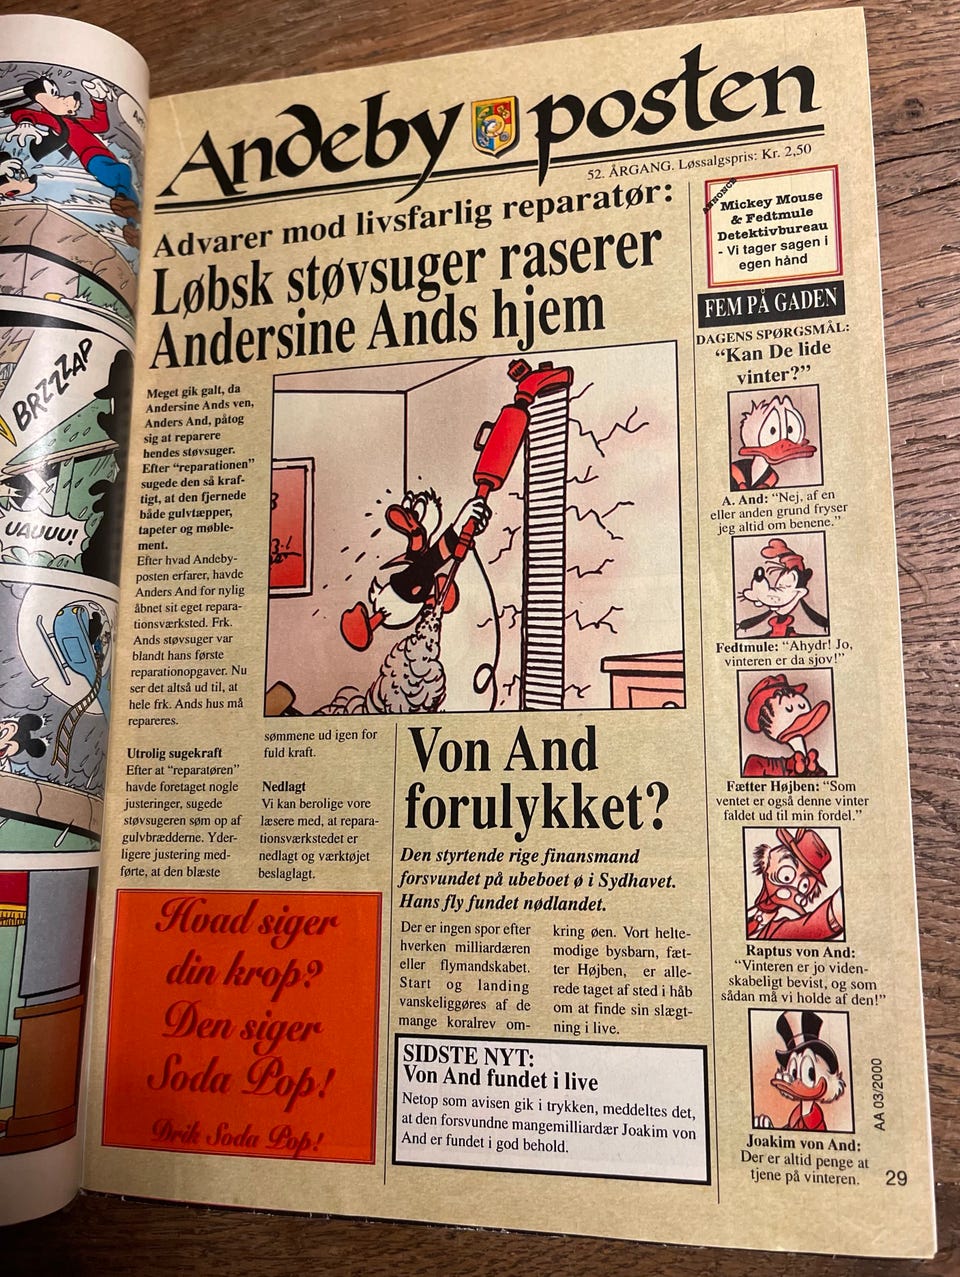 BRZZZAP
UAUUU!
Andeby posten
52. ÅRGANG. Løssalgspris: Kr. 2,50
Advarer mod livsfarlig reparatør:
Løbsk støvsuger raserer
Andersine Ands hjem
Meget gik galt, da
Andersine Ands ven,
Anders And, påtog
sig at reparere
hendes støvsuger.
Efter “reparationen”
sugede den så kraf-
tigt, at den fjernede
både gulvtæpper,
tapeter og møble-
ment.
Efter hvad Andeby-
posten erfarer, havde
Anders And for nylig
åbnet sit eget repara-
tionsværksted. Frk.
Ands støvsuger var
blandt hans første
reparationopgaver. Nu
ser det altså ud til, at
hele frk. Ands hus må
repareres.
Utrolig sugekraft
Efter at “reparatøren”
havde foretaget nogle
justeringer, sugede
støvsugeren søm op af
gulvbrædderne. Yder-
ligere justering med-
førte, at den blæste
sømmene ud igen for
fuld kraft.
Nedlagt
Vi kan berolige vore
læsere med, at repara-
tionsværkstedet er
nedlagt og værktøjet
beslaglagt.
Hvad siger
din krop?
Den siger
Soda Pop!
Drik Soda Pop!
Von And
forulykket?
Den styrtende rige finansmand
forsvundet på ubeboet ø i Sydhavet.
Hans fly fundet nødlandet.
Der er ingen spor efter
hverken milliardæren
eller flymandskabet.
Start og landing
vanskeliggøres af de
mange koralrev om-
kring øen. Vort helte-
modige bysbarn, fæt-
ter Højben, er alle-
rede taget af sted i håb
om at finde sin slægt-
ning i live.
SIDSTE NYT:
Von And fundet i live
Netop som avisen gik i trykken, meddeltes det,
at den forsvundne mangemilliardær Joakim von
And er fundet i god behold.
ANNONCE
Mickey Mouse
& Fedtmule
Detektivbureau
- Vi tager sagen i
egen hånd
FEM PÅ GADEN
DAGENS SPØRGSMÅL:
“Kan De lide
vinter?”
A. And: “Nej, af en
eller anden grund fryser
jeg altid om benene.”
Fedtmule: “Ahydr! Jo,
vinteren er da sjov!”
Fætter Højben: “Som
ventet er også denne vinter
faldet ud til min fordel.”
Raptus von And:
“Vinteren er jo viden-
skabeligt bevist, og som
sådan må vi holde af den!”
Joakim von And:
Der er altid penge at
tjene på vinteren.
AA 03/2000
29